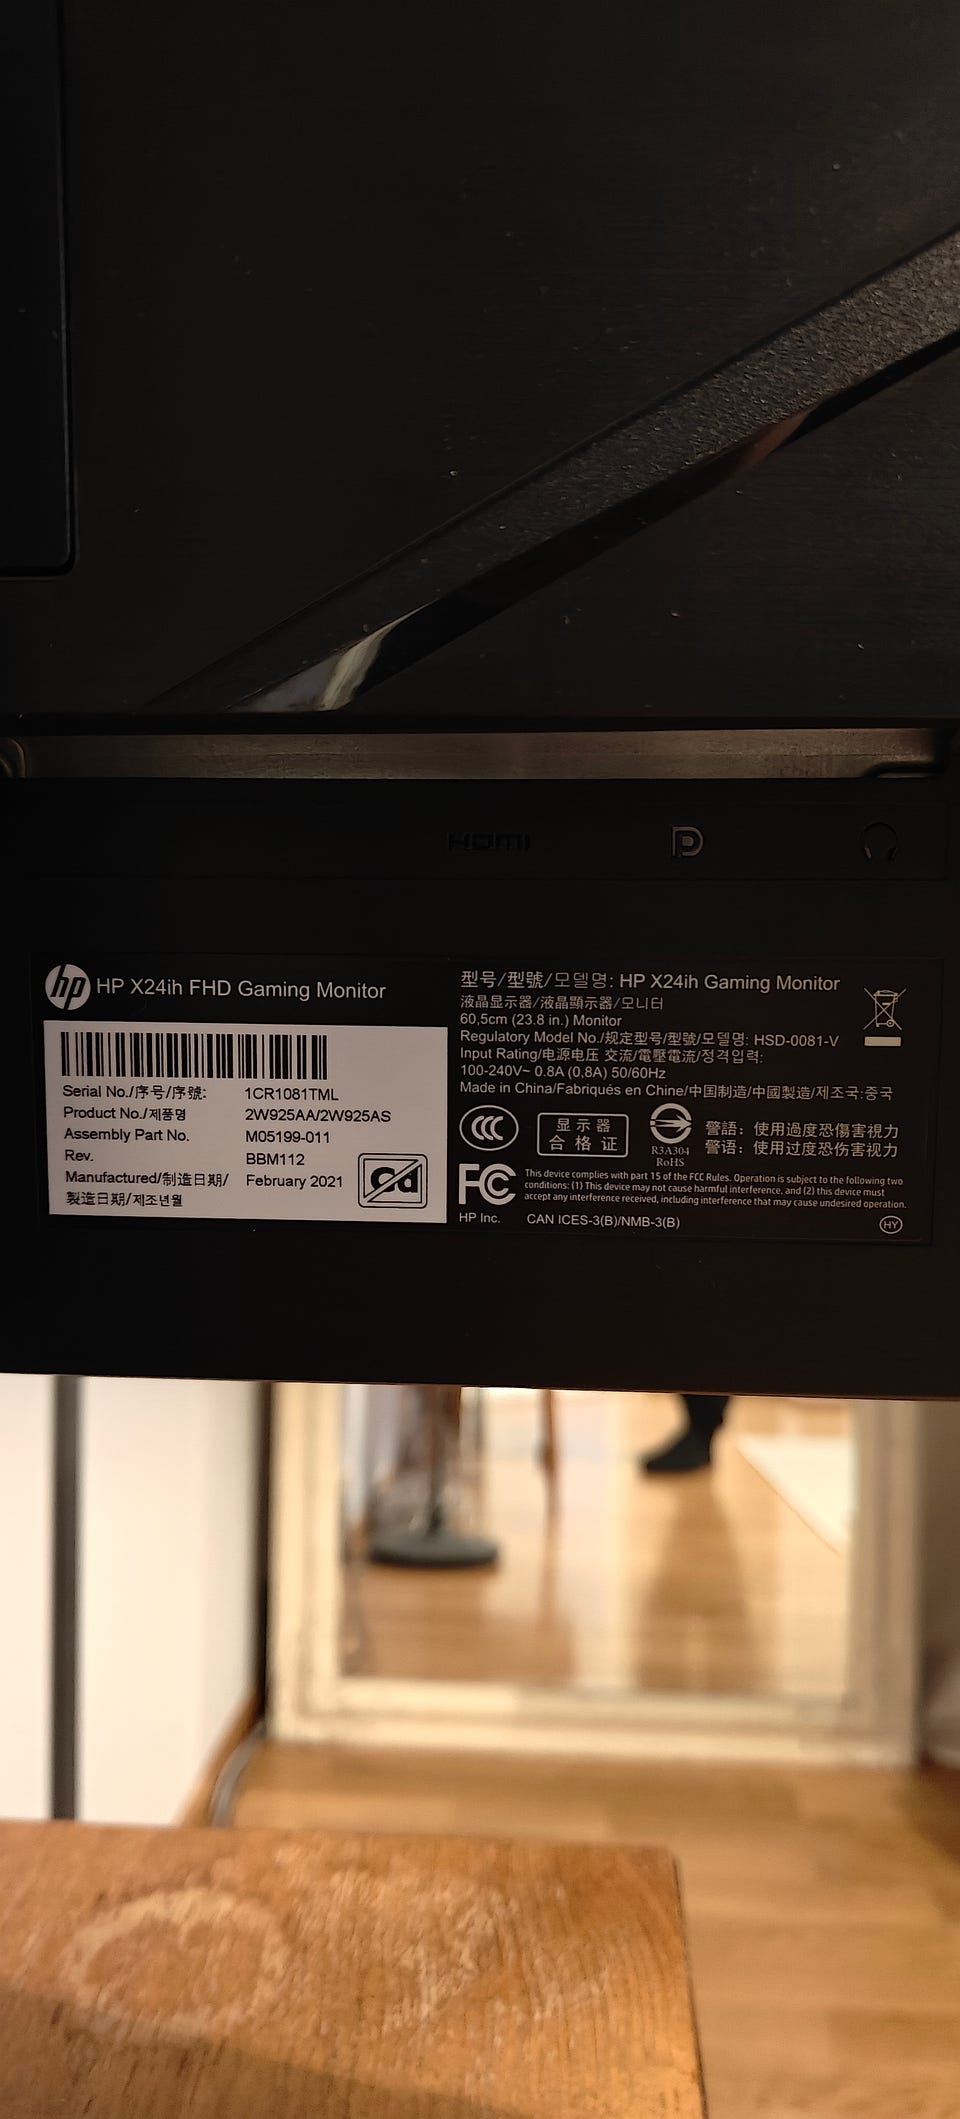 HDMI
hp HP X24ih FHD Gaming Monitor
Serial No./序号/序號: 1CR1081TML
Product No./제품명 2W925AA/2W925AS
Assembly Part No. M05199-011
Rev. BBM112
Manufactured/制造日期/ February 2021
製造日期/제조년월
Cd
型号/型號/모델명: HP X24ih Gaming Monitor
液晶显示器/液晶顯示器/모니터
60,5cm (23.8 in.) Monitor
Regulatory Model No./规定型号/型號/모델명: HSD-0081-V
Input Rating/电源电压 交流/電壓電流/정격입력:
100-240V~ 0.8A (0,8A) 50/60Hz
Made in China/Fabriqués en Chine/中国制造/中國製造/제조국:중국
CCC
显示器
合格证
R3A304
RoHS
警語: 使用過度恐傷害視力
警语: 使用过度恐伤害视力
FC
This device complies with part 15 of the FCC Rules. Operation is subject to the following two
conditions: (1) This device may not cause harmful interference, and (2) this device must
accept any interference received, including interference that may cause undesired operation.
HP Inc. CAN ICES-3(B)/NMB-3(B)
HY